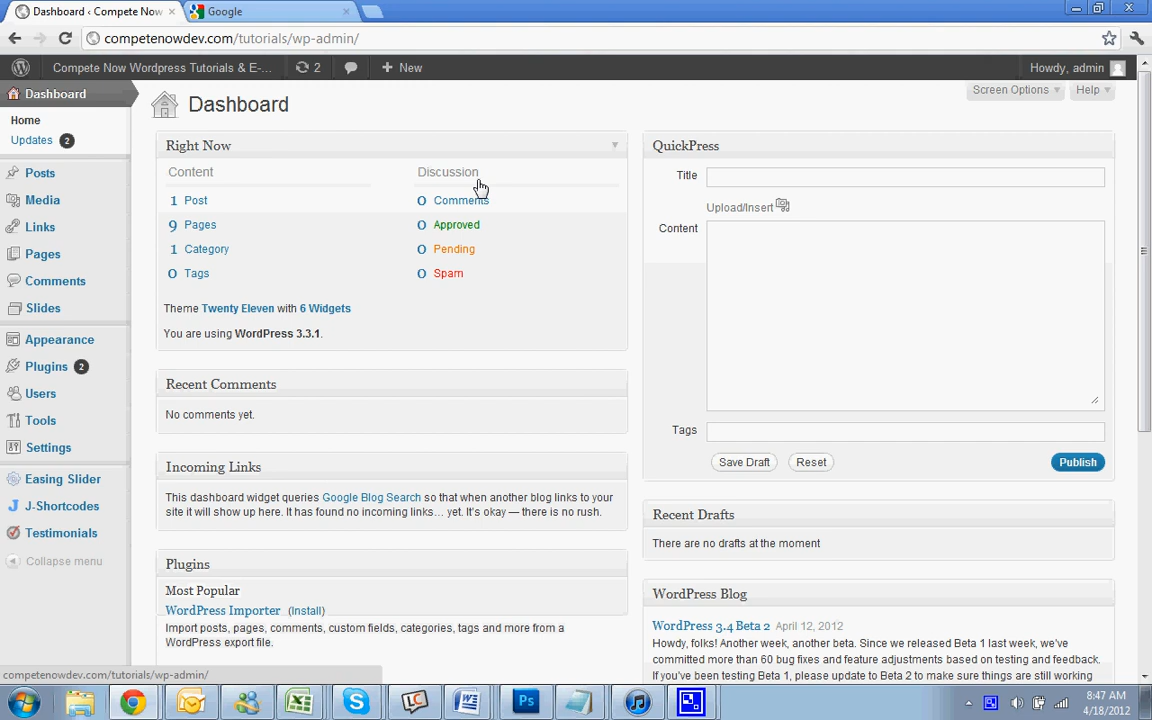 Dashboard ‹ Compete Now
Google
competenowdev.com/tutorials/wp-admin/
Compete Now Wordpress Tutorials & E-...
2
New
Howdy, admin
Dashboard
Home
Updates 2
Posts
Media
Links
Pages
Comments
Slides
Appearance
Plugins 2
Users
Tools
Settings
Easing Slider
J-Shortcodes
Testimonials
Collapse menu
Dashboard
Screen Options
Help
Right Now
Content
Discussion
1 Post
0 Comments
9 Pages
0 Approved
1 Category
0 Pending
0 Tags
0 Spam
Theme Twenty Eleven with 6 Widgets
You are using WordPress 3.3.1.
Recent Comments
No comments yet.
Incoming Links
This dashboard widget queries Google Blog Search so that when another blog links to your
site it will show up here. It has found no incoming links… yet. It's okay — there is no rush.
Plugins
Most Popular
WordPress Importer (Install)
Import posts, pages, comments, custom fields, categories, tags and more from a
WordPress export file.
QuickPress
Title
Upload/Insert
Content
Tags
Save Draft
Reset
Publish
Recent Drafts
There are no drafts at the moment
WordPress Blog
WordPress 3.4 Beta 2 April 12, 2012
Howdy, folks! Another week, another beta. Since we released Beta 1 last week, we've
committed more than 60 bug fixes and feature adjustments based on testing and feedback.
If you've been testing Beta 1, please update to Beta 2 to make sure things are still working
competenowdev.com/tutorials/wp-admin/
8:47 AM
4/18/2012